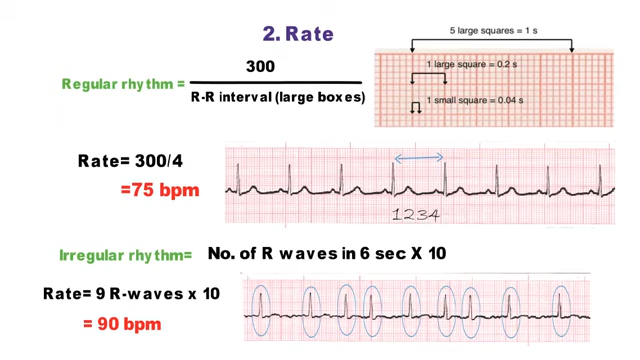 2. Rate
5 large squares = 1 s
1 large square = 0.2 s
1 small square = 0.04 s
Regular rhythm =
300
R-R interval (large boxes)
Rate= 300/4
=75 bpm
1234
Irregular rhythm= No. of R waves in 6 sec X 10
Rate= 9 R-waves x 10
= 90 bpm